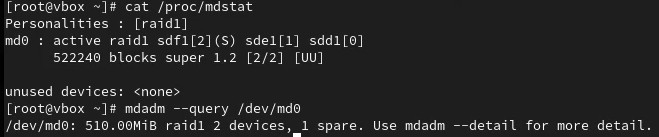 [root@vbox ~]# cat /proc/mdstat
Personalities : [raid1]
md0 : active raid1 sdf1[2](S) sde1[1] sdd1[0]
      522240 blocks super 1.2 [2/2] [UU]

unused devices: <none>
[root@vbox ~]# mdadm --query /dev/md0
/dev/md0: 510.00MiB raid1 2 devices, 1 spare. Use mdadm --detail for more detail.